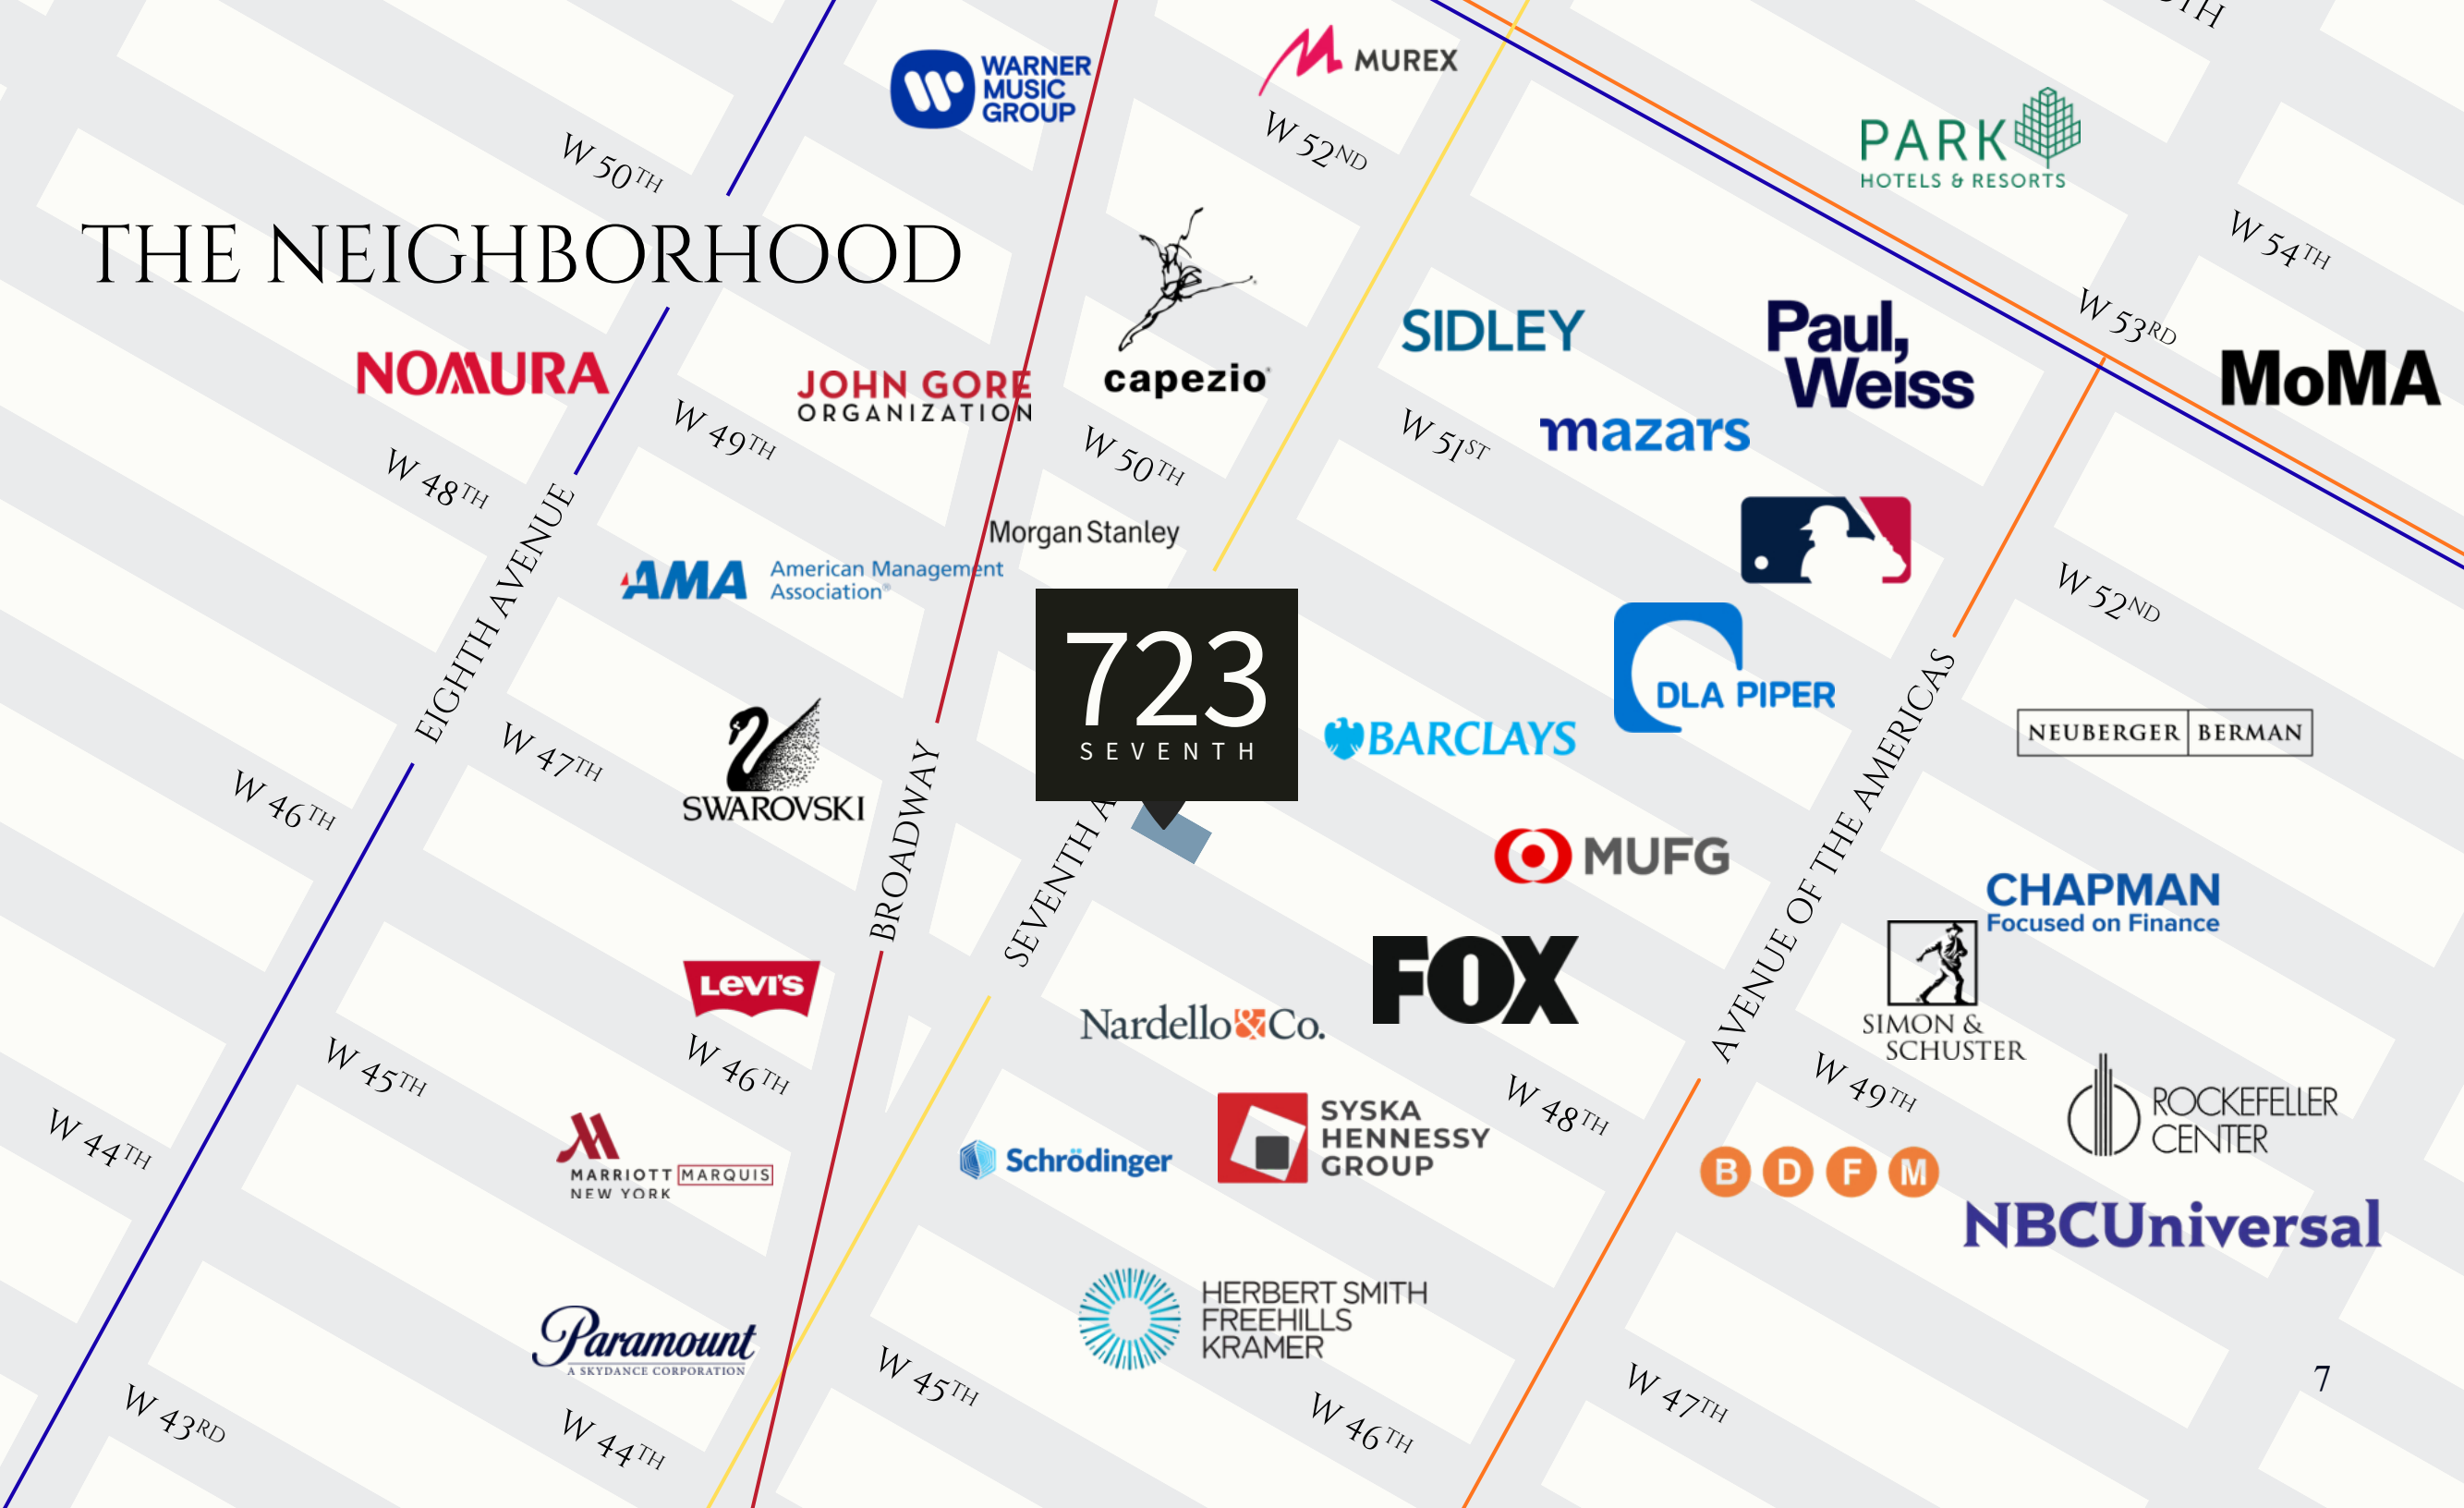 TH
WARNER
MUSIC
GROUP
MUREX
W 52ND
PARK
HOTELS & RESORTS
W 50TH
THE NEIGHBORHOOD
W 54TH
W 53RD
NOMURA
JOHN GORE
ORGANIZATION
capezio
SIDLEY
Paul,
Weiss
MoMA
mazars
W 49TH
W 50TH
W 51ST
W 48TH
Morgan Stanley
AMA American Management
Association®
EIGHTH AVENUE
W 52ND
723
SEVENTH
DLA PIPER
BARCLAYS
NEUBERGER BERMAN
W 47TH
W 46TH
SWAROVSKI
BROADWAY
SEVENTH A
AVENUE OF THE AMERICAS
MUFG
CHAPMAN
Focused on Finance
LEVI'S
FOX
Nardello&Co.
SIMON &
SCHUSTER
W 45TH
W 46TH
W 48TH
W 49TH
ROCKEFELLER
CENTER
W 44TH
MARRIOTT MARQUIS
NEW YORK
Schrödinger
SYSKA
HENNESSY
GROUP
B D F M
NBCUniversal
HERBERT SMITH
FREEHILLS
KRAMER
Paramount
A SKYDANCE CORPORATION
W 43RD
W 44TH
W 45TH
W 46TH
W 47TH
7